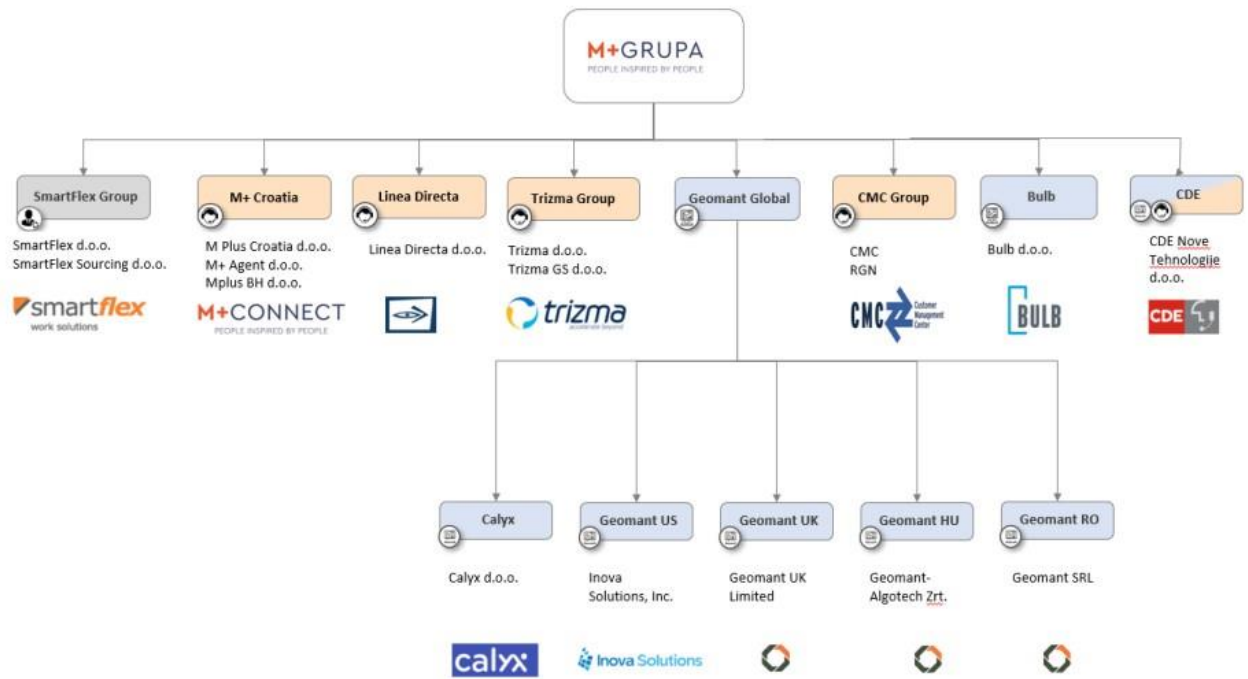 M+GRUPA
PEOPLE INSPIRED BY PEOPLE
SmartFlex Group
M+ Croatia
Linea Directa
Trizma Group
Geomant Global
CMC Group
Bulb
CDE
SmartFlex d.o.o.
SmartFlex Sourcing d.o.o.
M Plus Croatia d.o.o.
M+ Agent d.o.o.
Mplus BH d.o.o.
Linea Directa d.o.o.
Trizma d.o.o.
Trizma GS d.o.o.
CMC
RGN
Bulb d.o.o.
CDE Nove
Tehnologije
d.o.o.
smartflex
work solutions
M+CONNECT
PEOPLE INSPIRED BY PEOPLE
trizma
accelerate beyond
CMC
Customer
Management
Center
BULB
CDE
Calyx
Geomant US
Geomant UK
Geomant HU
Geomant RO
Calyx d.o.o.
Inova
Solutions, Inc.
Geomant UK
Limited
Geomant-
Algotech Zrt.
Geomant SRL
calyx
Inova Solutions